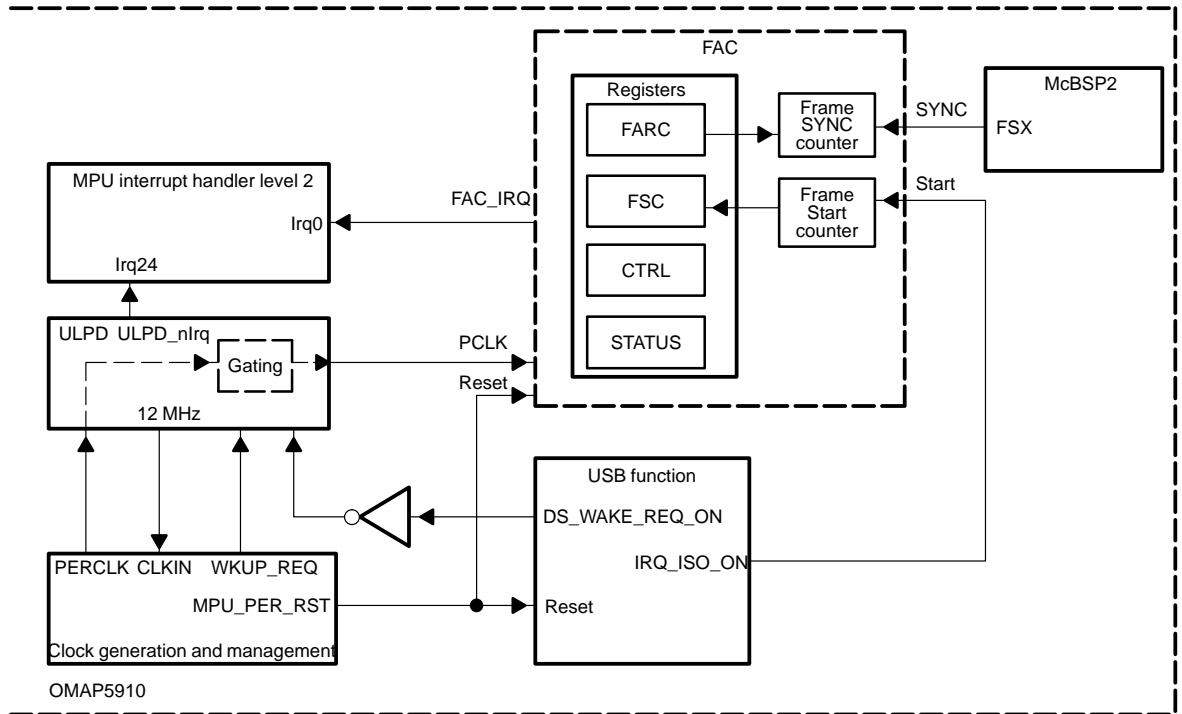 FAC
Registers
FARC
FSC
CTRL
STATUS
Frame
SYNC
counter
Frame
Start
counter
SYNC
Start
McBSP2
FSX
MPU interrupt handler level 2
Irq0
Irq24
FAC_IRQ
ULPD ULPD_nIrq
Gating
12 MHz
PCLK
Reset
USB function
DS_WAKE_REQ_ON
IRQ_ISO_ON
Reset
PERCLK CLKIN WKUP_REQ
MPU_PER_RST
Clock generation and management
OMAP5910